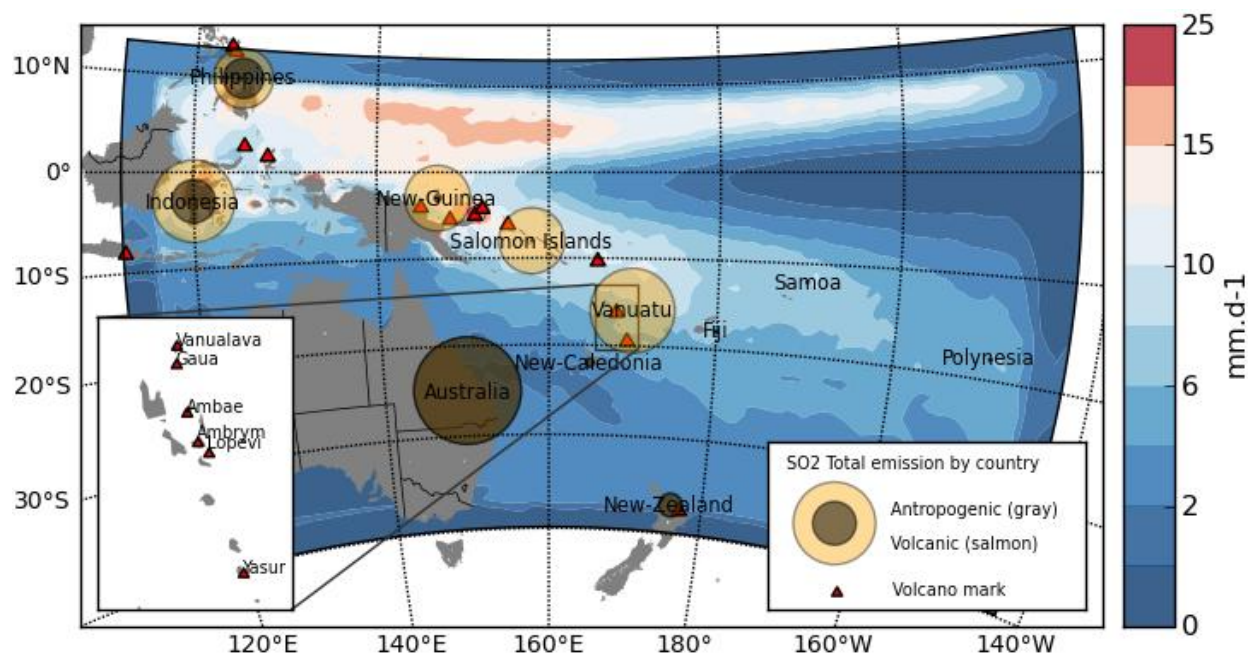 10°N
0°
10°S
20°S
30°S
120°E
140°E
160°E
180°E
160°W
140°W
Philippines
Indonesia
New-Guinea
Salomon Islands
Vanuatu
Samoa
Fiji
New-Caledonia
Polynesia
Australia
New-Zealand
Vanualava
Gaua
Ambae
Ambrym
Lopevi
Yasur
SO2 Total emission by country
Antropogenic (gray)
Volcanic (salmon)
Volcano mark
25
15
10
6
2
0
mm.d-1